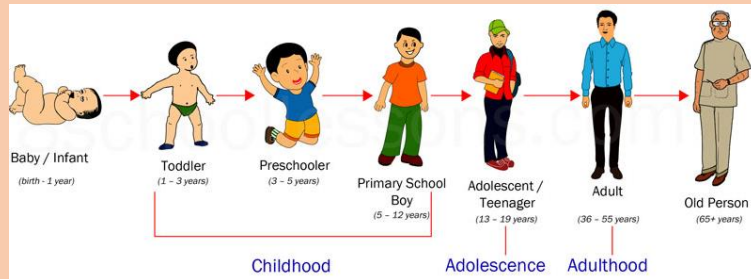 Baby / Infant
(birth - 1 year)
Toddler
(1 – 3 years)
Preschooler
(3 – 5 years)
Primary School
Boy
(5 – 12 years)
Adolescent /
Teenager
(13 – 19 years)
Adult
(36 – 55 years)
Old Person
(65+ years)
Childhood
Adolescence
Adulthood